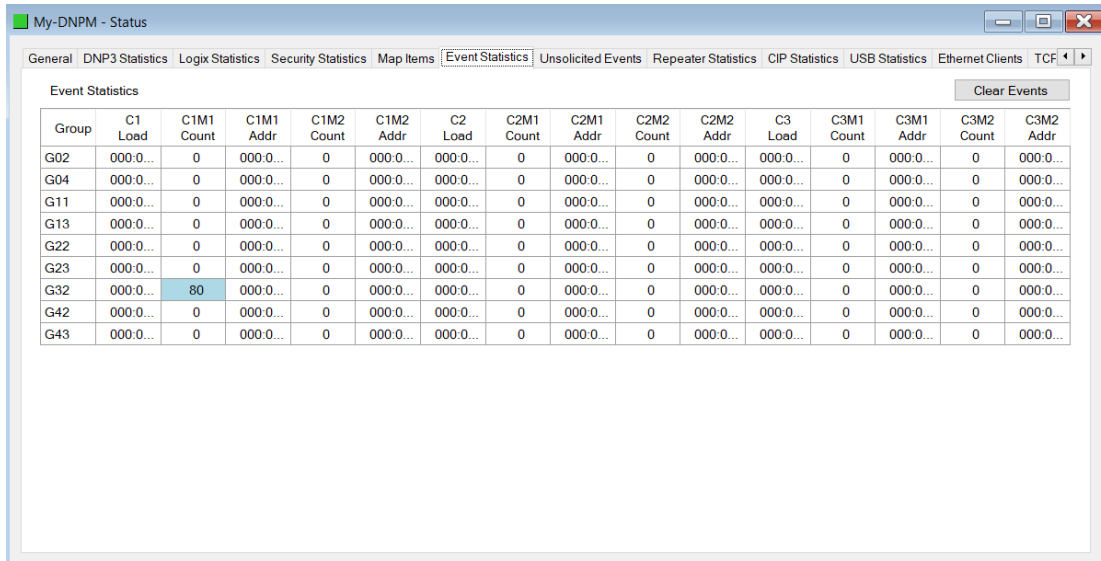 My-DNPM - Status
General DNP3 Statistics Logix Statistics Security Statistics Map Items Event Statistics Unsolicited Events Repeater Statistics CIP Statistics USB Statistics Ethernet Clients TCP
Event Statistics Clear Events
Group C1 Load C1M1 Count C1M1 Addr C1M2 Count C1M2 Addr C2 Load C2M1 Count C2M1 Addr C2M2 Count C2M2 Addr C3 Load C3M1 Count C3M1 Addr C3M2 Count C3M2 Addr
G02 000:0... 0 000:0... 0 000:0... 000:0... 0 000:0... 0 000:0... 000:0... 0 000:0... 0 000:0...
G04 000:0... 0 000:0... 0 000:0... 000:0... 0 000:0... 0 000:0... 000:0... 0 000:0... 0 000:0...
G11 000:0... 0 000:0... 0 000:0... 000:0... 0 000:0... 0 000:0... 000:0... 0 000:0... 0 000:0...
G13 000:0... 0 000:0... 0 000:0... 000:0... 0 000:0... 0 000:0... 000:0... 0 000:0... 0 000:0...
G22 000:0... 0 000:0... 0 000:0... 000:0... 0 000:0... 0 000:0... 000:0... 0 000:0... 0 000:0...
G23 000:0... 0 000:0... 0 000:0... 000:0... 0 000:0... 0 000:0... 000:0... 0 000:0... 0 000:0...
G32 000:0... 80 000:0... 0 000:0... 000:0... 0 000:0... 0 000:0... 000:0... 0 000:0... 0 000:0...
G42 000:0... 0 000:0... 0 000:0... 000:0... 0 000:0... 0 000:0... 000:0... 0 000:0... 0 000:0...
G43 000:0... 0 000:0... 0 000:0... 000:0... 0 000:0... 0 000:0... 000:0... 0 000:0... 0 000:0...